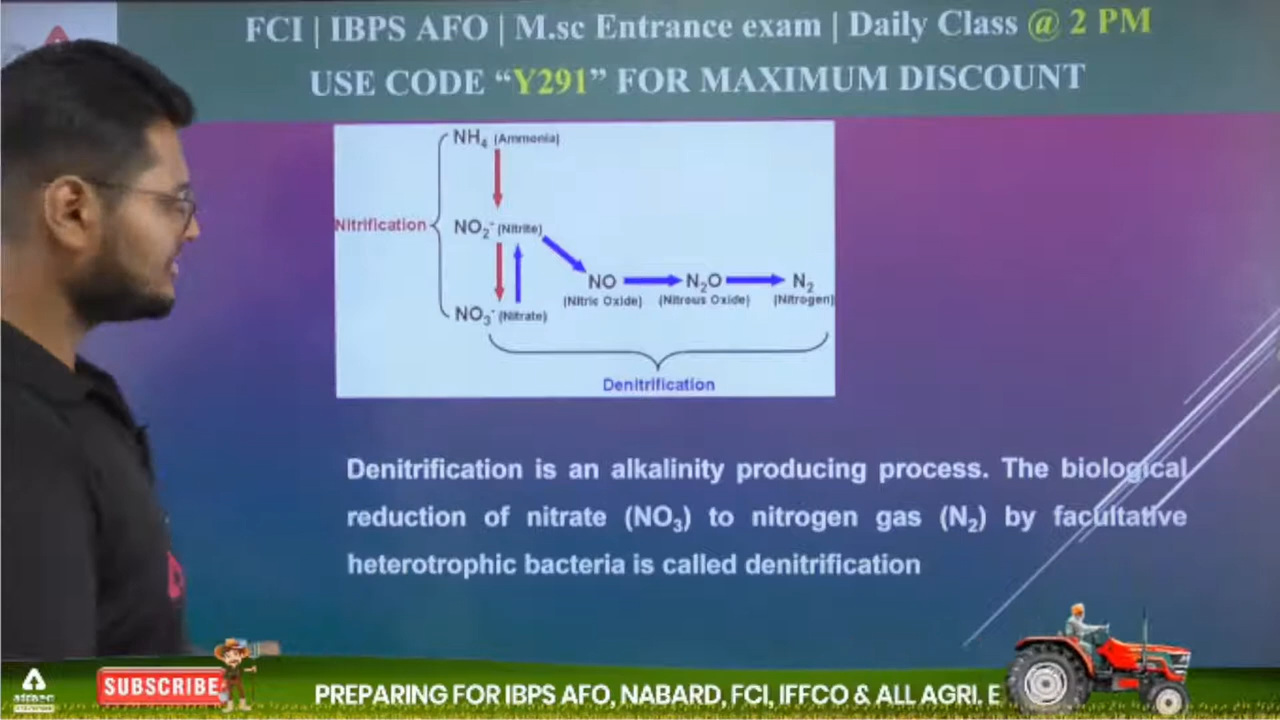 FCI | IBPS AFO | M.sc Entrance exam | Daily Class @ 2 PM
USE CODE “Y291” FOR MAXIMUM DISCOUNT
NH4 (Ammonia)
Nitrification
NO2- (Nitrite)
NO
N2O
N2
(Nitric Oxide)
(Nitrous Oxide)
(Nitrogen)
NO3- (Nitrate)
Denitrification
Denitrification is an alkalinity producing process. The biological
reduction of nitrate (NO3) to nitrogen gas (N2) by facultative
heterotrophic bacteria is called denitrification
SUBSCRIBE
PREPARING FOR IBPS AFO, NABARD, FCI, IFFCO & ALL AGRI. E